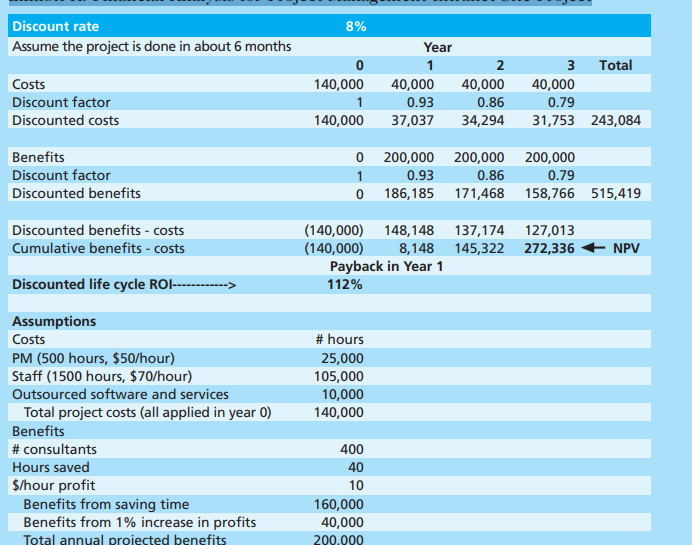 Discount rate 8%
Assume the project is done in about 6 months Year
0 1 2 3 Total
Costs 140,000 40,000 40,000 40,000
Discount factor 1 0.93 0.86 0.79
Discounted costs 140,000 37,037 34,294 31,753 243,084
Benefits 0 200,000 200,000 200,000
Discount factor 1 0.93 0.86 0.79
Discounted benefits 0 186,185 171,468 158,766 515,419
Discounted benefits - costs (140,000) 148,148 137,174 127,013
Cumulative benefits - costs (140,000) 8,148 145,322 272,336 ← NPV
Payback in Year 1
Discounted life cycle ROI------------> 112%
Assumptions
Costs # hours
PM (500 hours, $50/hour) 25,000
Staff (1500 hours, $70/hour) 105,000
Outsourced software and services 10,000
Total project costs (all applied in year 0) 140,000
Benefits
# consultants 400
Hours saved 40
$/hour profit 10
Benefits from saving time 160,000
Benefits from 1% increase in profits 40,000
Total annual projected benefits 200,000